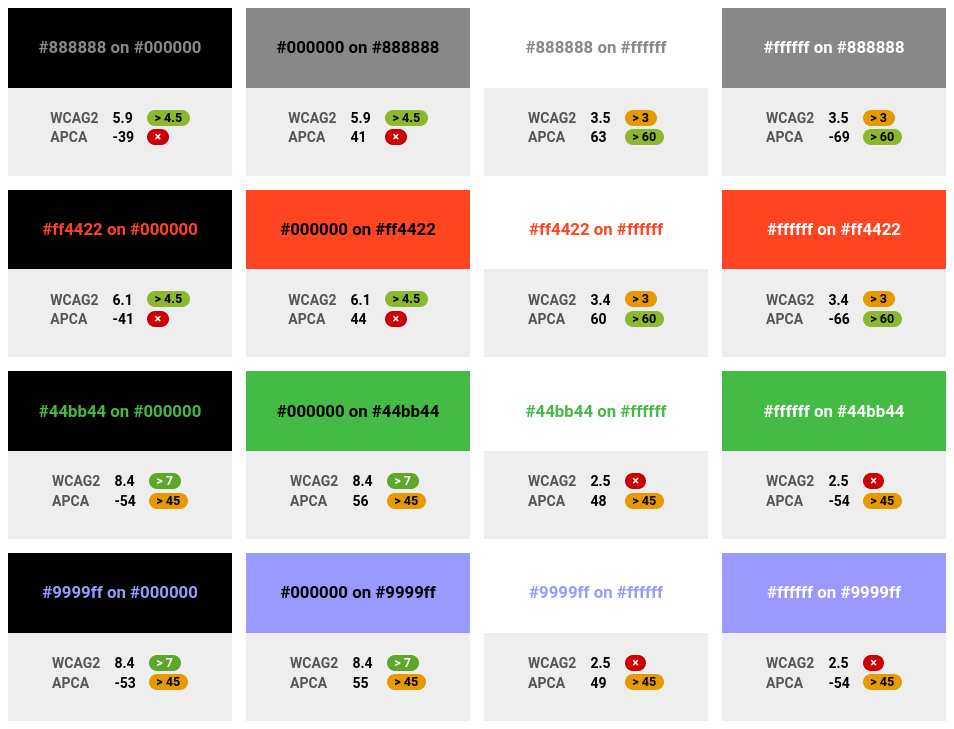 #888888 on #000000
#000000 on #888888
#888888 on #ffffff
#ffffff on #888888
WCAG2 5.9 > 4.5
APCA -39 ×
WCAG2 5.9 > 4.5
APCA 41 ×
WCAG2 3.5 > 3
APCA 63 > 60
WCAG2 3.5 > 3
APCA -69 > 60
#ff4422 on #000000
#000000 on #ff4422
#ff4422 on #ffffff
#ffffff on #ff4422
WCAG2 6.1 > 4.5
APCA -41 ×
WCAG2 6.1 > 4.5
APCA 44 ×
WCAG2 3.4 > 3
APCA 60 > 60
WCAG2 3.4 > 3
APCA -66 > 60
#44bb44 on #000000
#000000 on #44bb44
#44bb44 on #ffffff
#ffffff on #44bb44
WCAG2 8.4 > 7
APCA -54 > 45
WCAG2 8.4 > 7
APCA 56 > 45
WCAG2 2.5 ×
APCA 48 > 45
WCAG2 2.5 ×
APCA -54 > 45
#9999ff on #000000
#000000 on #9999ff
#9999ff on #ffffff
#ffffff on #9999ff
WCAG2 8.4 > 7
APCA -53 > 45
WCAG2 8.4 > 7
APCA 55 > 45
WCAG2 2.5 ×
APCA 49 > 45
WCAG2 2.5 ×
APCA -54 > 45